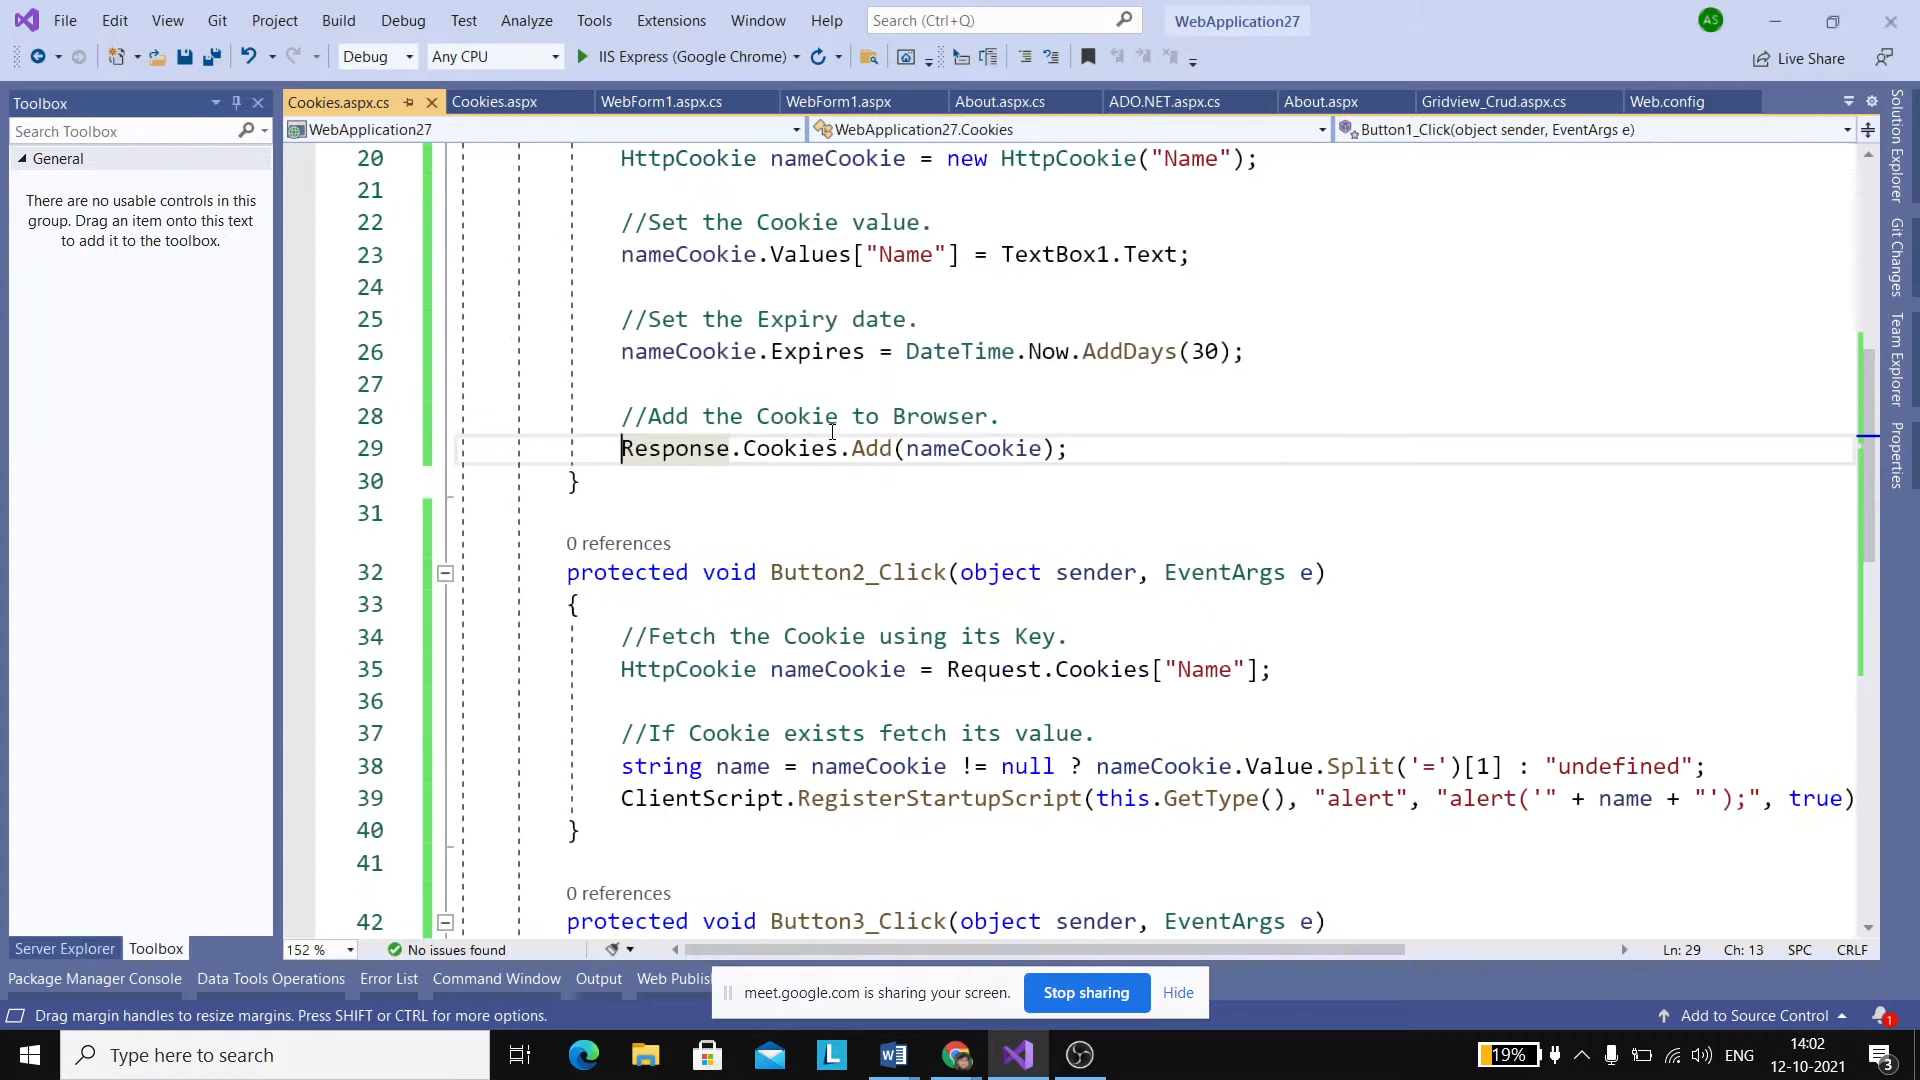 File Edit View Git Project Build Debug Test Analyze Tools Extensions Window Help Search (Ctrl+Q) WebApplication27 AS
Debug Any CPU IIS Express (Google Chrome) Live Share
Toolbox
Search Toolbox
General
There are no usable controls in this
group. Drag an item onto this text
to add it to the toolbox.
Server Explorer Toolbox
Cookies.aspx.cs Cookies.aspx WebForm1.aspx.cs WebForm1.aspx About.aspx.cs ADO.NET.aspx.cs About.aspx Gridview_Crud.aspx.cs Web.config
WebApplication27 WebApplication27.Cookies Button1_Click(object sender, EventArgs e)
20 HttpCookie nameCookie = new HttpCookie("Name");
21
22 //Set the Cookie value.
23 nameCookie.Values["Name"] = TextBox1.Text;
24
25 //Set the Expiry date.
26 nameCookie.Expires = DateTime.Now.AddDays(30);
27
28 //Add the Cookie to Browser.
29 Response.Cookies.Add(nameCookie);
30 }
31
0 references
32 protected void Button2_Click(object sender, EventArgs e)
33 {
34 //Fetch the Cookie using its Key.
35 HttpCookie nameCookie = Request.Cookies["Name"];
36
37 //If Cookie exists fetch its value.
38 string name = nameCookie != null ? nameCookie.Value.Split('=')[1] : "undefined";
39 ClientScript.RegisterStartupScript(this.GetType(), "alert", "alert('" + name + "');", true)
40 }
41
0 references
42 protected void Button3_Click(object sender, EventArgs e)
152 % No issues found Ln: 29 Ch: 13 SPC CRLF
Solution Explorer
Git Changes
Team Explorer
Properties
Package Manager Console Data Tools Operations Error List Command Window Output Web Publis
meet.google.com is sharing your screen. Stop sharing Hide
Drag margin handles to resize margins. Press SHIFT or CTRL for more options. Add to Source Control 1
Type here to search L 19% ENG 14:02
12-10-2021 3